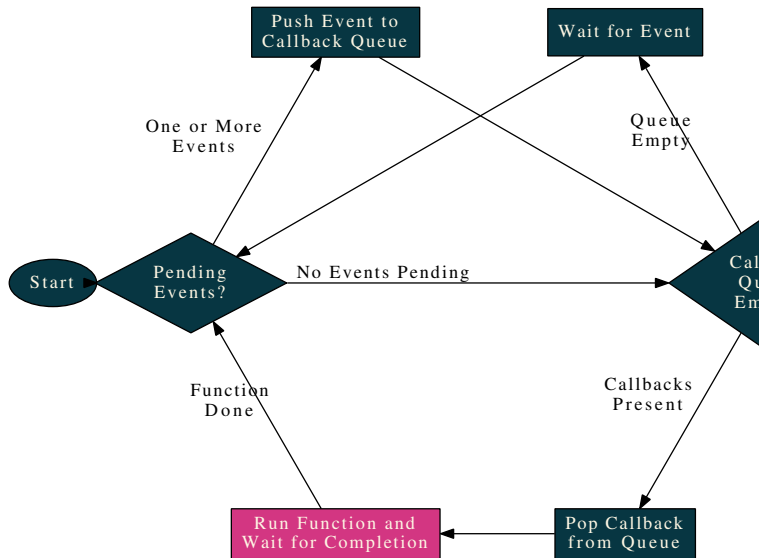 Push Event to
Callback Queue
Wait for Event
One or More
Events
Queue
Empty
Start
Pending
Events?
No Events Pending
Function
Done
Callbacks
Present
Run Function and
Wait for Completion
Pop Callback
from Queue